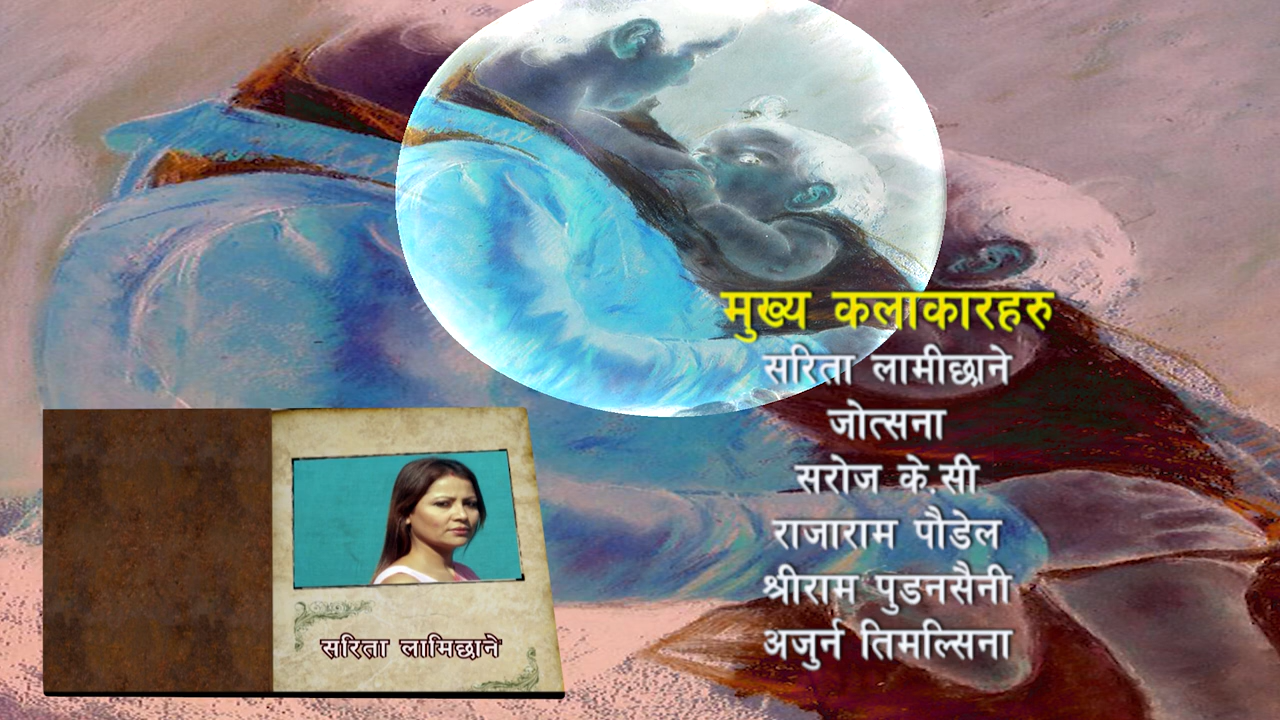 मुख्य कलाकारहरु
सरिता लामीछाने
जोत्सना
सरोज के.सी
राजाराम पौडेल
श्रीराम पुडनसैनी
अजुर्न तिमल्सिना
सरिता लामिछाने